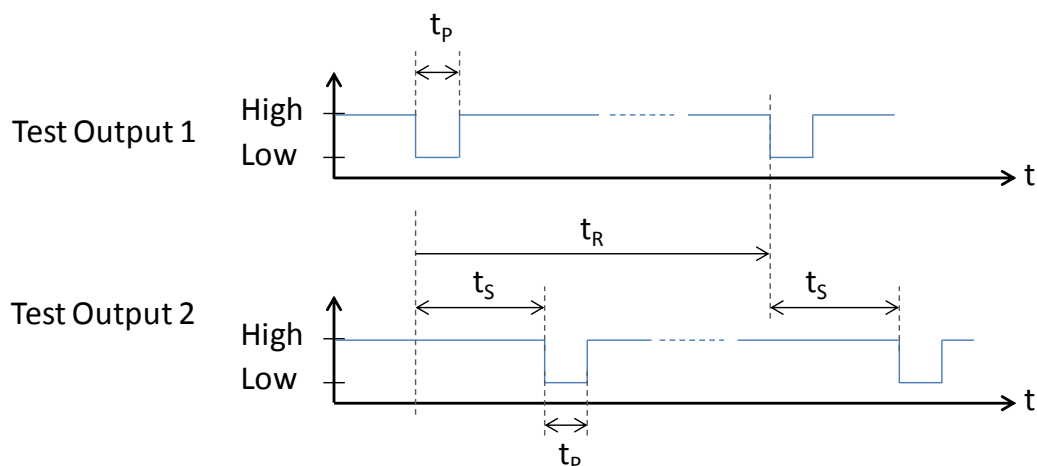 tP
High
Test Output 1
Low
t
tR
tS
tS
Test Output 2
High
Low
t
tP